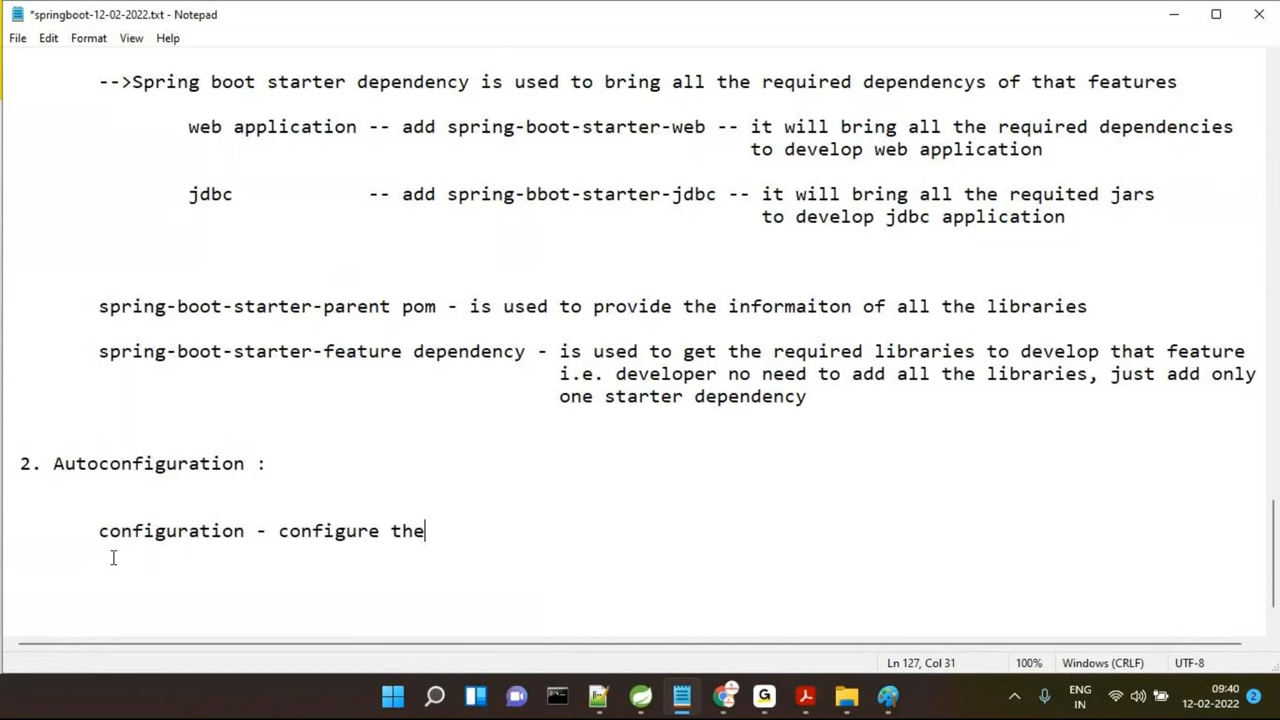 *springboot-12-02-2022.txt - Notepad
File Edit Format View Help
-->Spring boot starter dependency is used to bring all the required dependencys of that features
web application -- add spring-boot-starter-web -- it will bring all the required dependencies
to develop web application
jdbc -- add spring-bbot-starter-jdbc -- it will bring all the requited jars
to develop jdbc application
spring-boot-starter-parent pom - is used to provide the informaiton of all the libraries
spring-boot-starter-feature dependency - is used to get the required libraries to develop that feature
i.e. developer no need to add all the libraries, just add only
one starter dependency
2. Autoconfiguration :
configuration - configure the
Ln 127, Col 31 100% Windows (CRLF) UTF-8
G
ENG 09:40
IN 12-02-2022 2